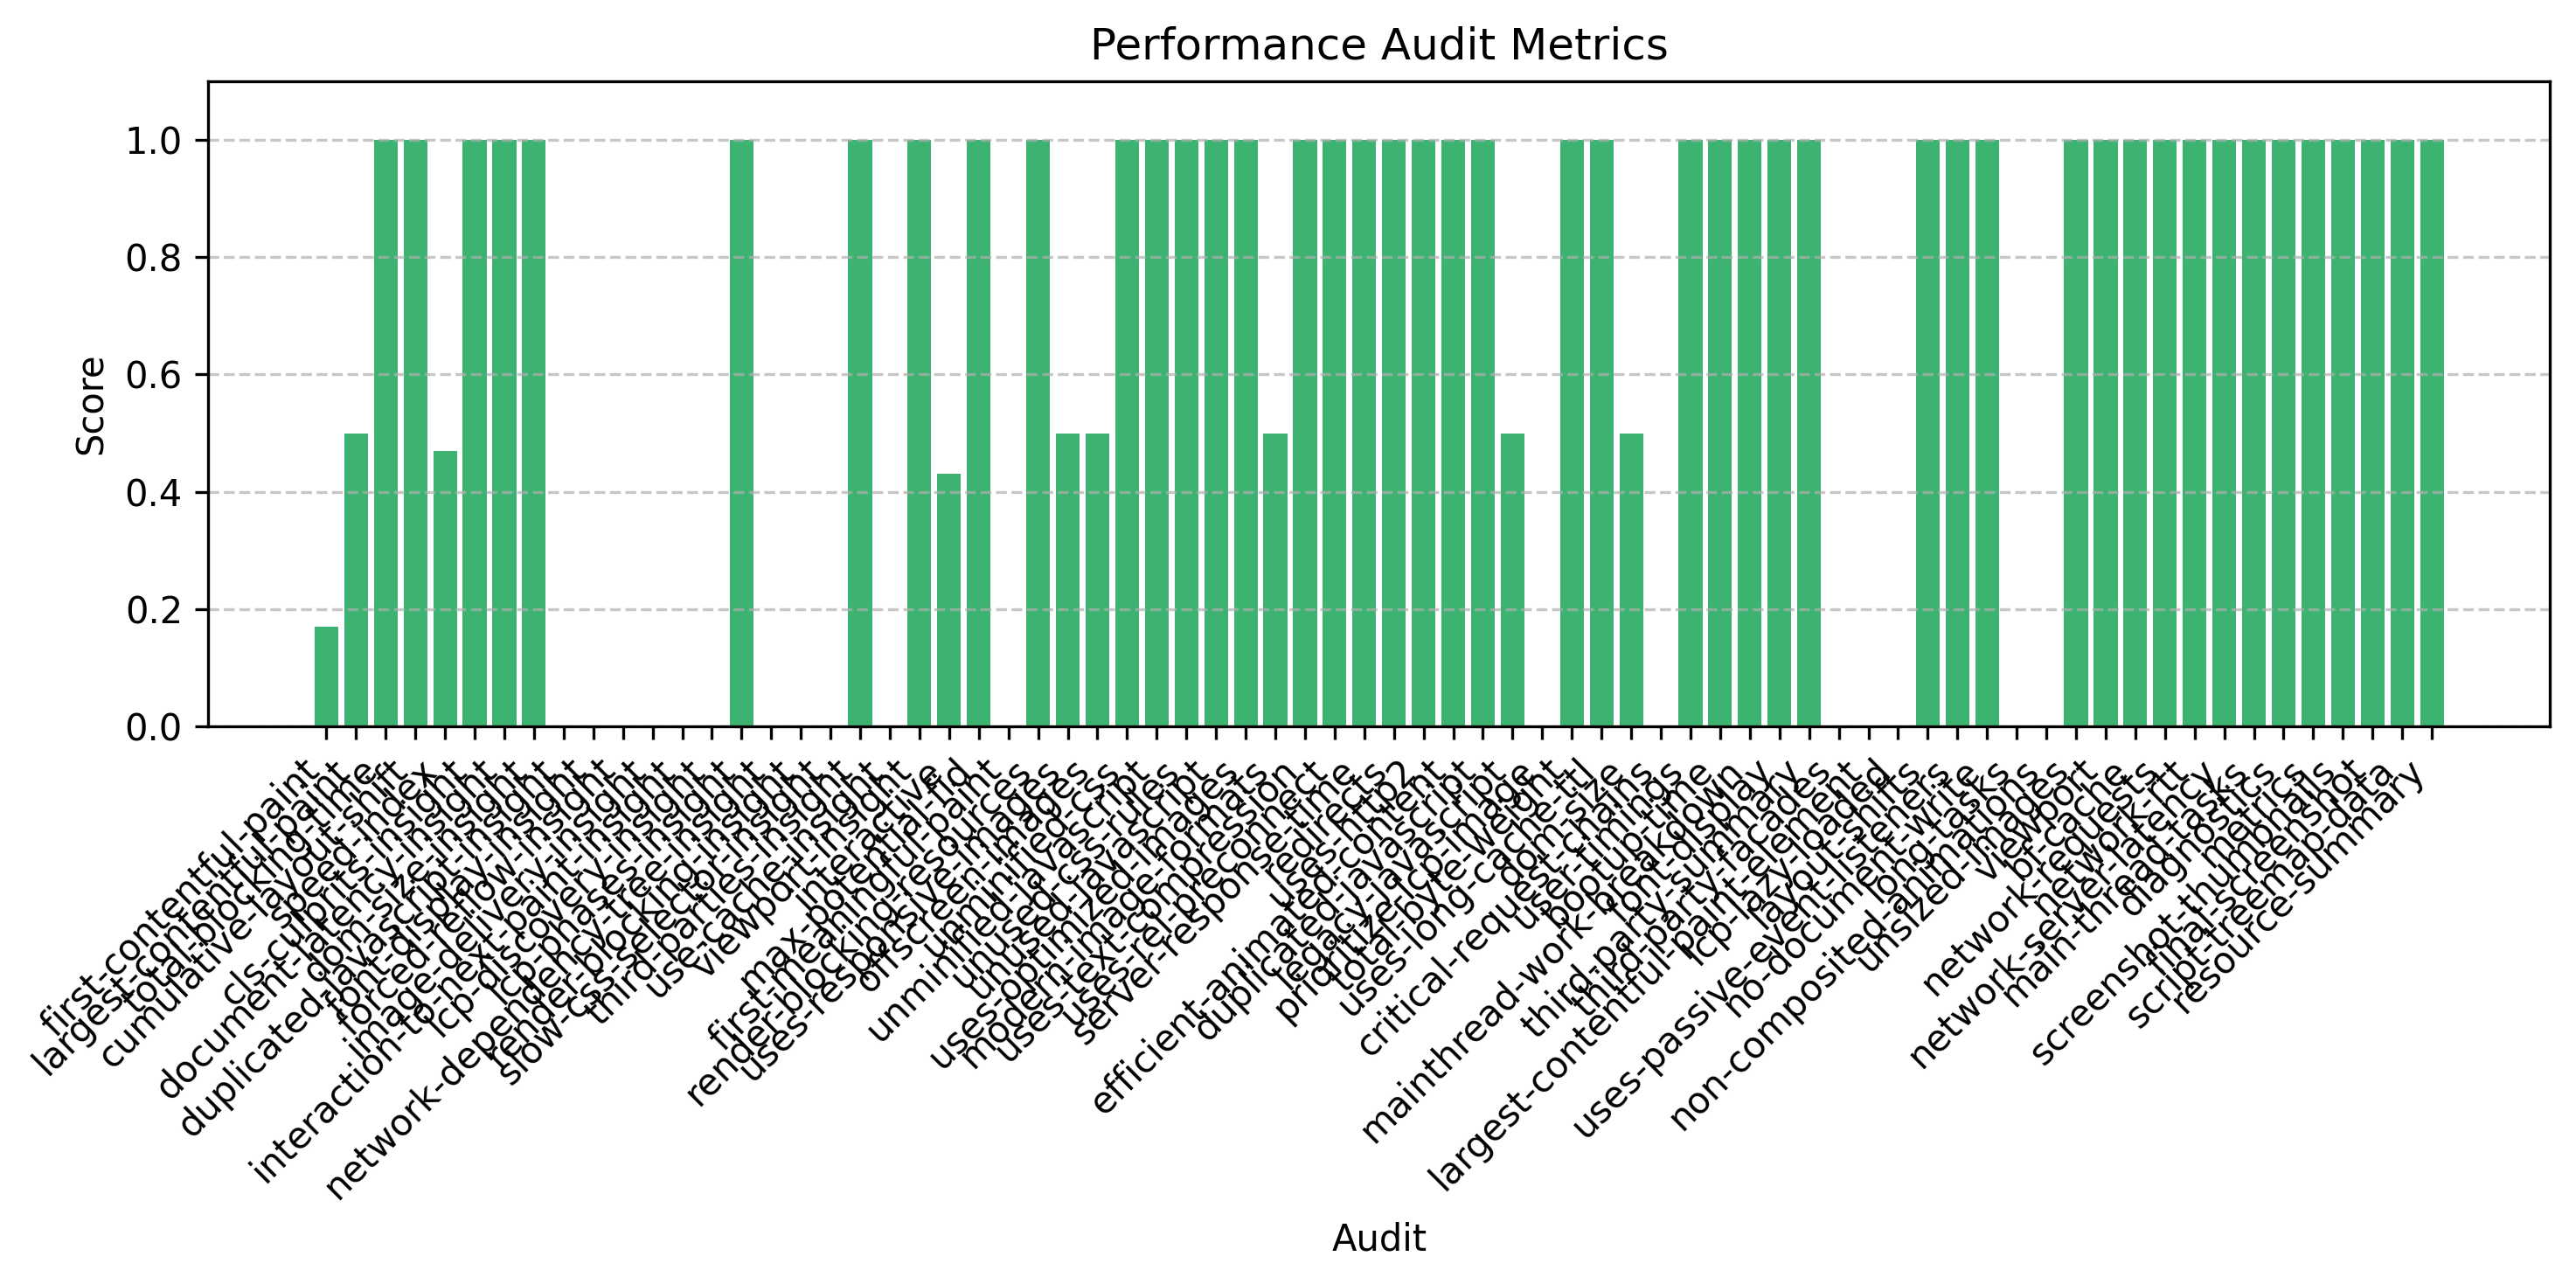 Performance Audit Metrics
Score
1.0
0.8
0.6
0.4
0.2
0.0
first-contentful-paint
largest-contentful-paint
total-blocking-time
cumulative-layout-shift
speed-index
cls-culprits-insight
document-latency-insight
dom-size-insight
duplicated-javascript-insight
font-display-insight
forced-reflow-insight
image-delivery-insight
interaction-to-next-paint-insight
lcp-discovery-insight
lcp-phases-insight
network-dependency-tree-insight
render-blocking-insight
slow-css-selector-insight
third-parties-insight
use-cache-insight
viewport-insight
interactive
max-potential-fid
first-meaningful-paint
render-blocking-resources
uses-responsive-images
offscreen-images
unminified-css
unminified-javascript
unused-css-rules
unused-javascript
uses-optimized-images
modern-image-formats
uses-text-compression
uses-rel-preconnect
server-response-time
redirects
uses-http2
efficient-animated-content
duplicated-javascript
legacy-javascript
prioritize-lcp-image
total-byte-weight
uses-long-cache-ttl
dom-size
critical-request-chains
user-timings
bootup-time
mainthread-work-breakdown
font-display
third-party-summary
third-party-facades
largest-contentful-paint-element
lcp-lazy-loaded
layout-shifts
uses-passive-event-listeners
no-document-write
long-tasks
non-composited-animations
unsized-images
viewport
bf-cache
network-requests
network-rtt
network-server-latency
main-thread-tasks
diagnostics
metrics
screenshot-thumbnails
final-screenshot
script-treemap-data
resource-summary
Audit